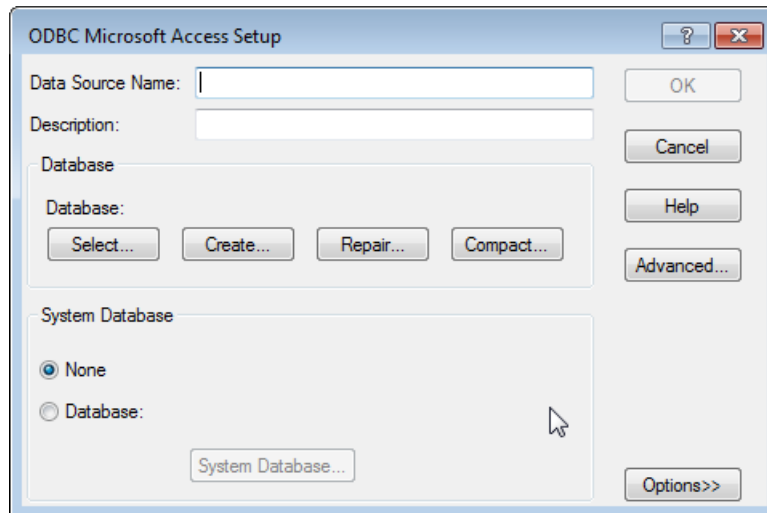 ODBC Microsoft Access Setup
?
Data Source Name:
OK
Description:
Cancel
Database
Database:
Help
Select...
Create...
Repair...
Compact...
Advanced...
System Database
None
Database:
System Database...
Options>>